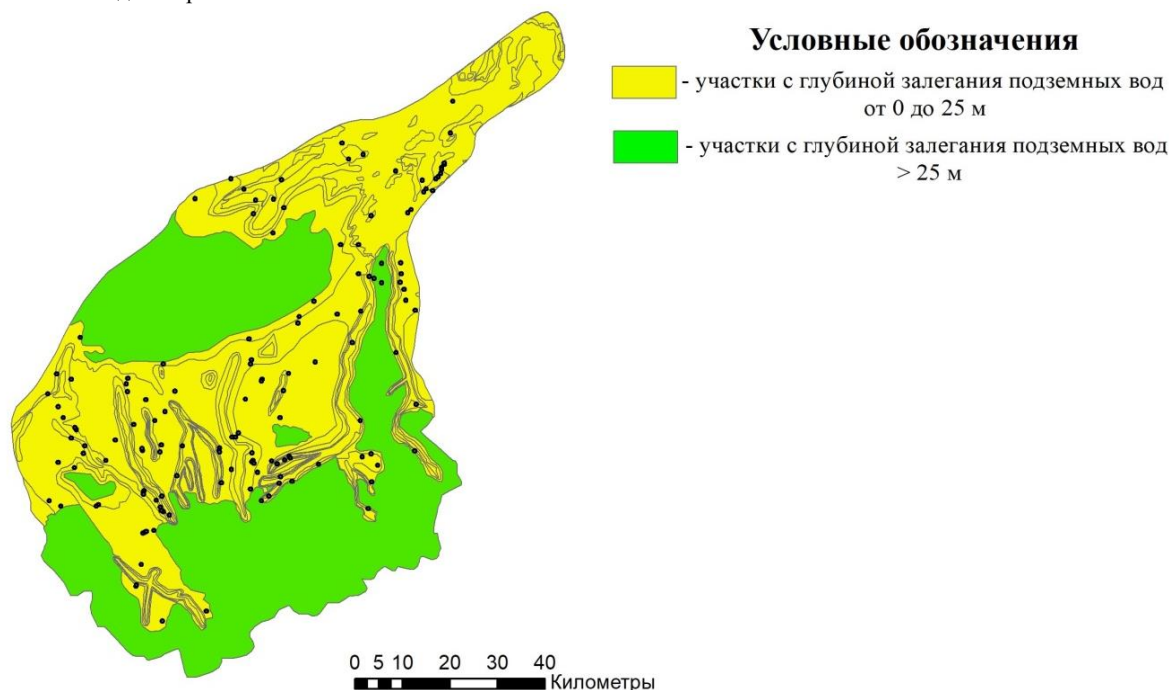 Условные обозначения
- участки с глубиной залегания подземных вод
от 0 до 25 м
- участки с глубиной залегания подземных вод
> 25 м
0 5 10 20 30 40
Километры